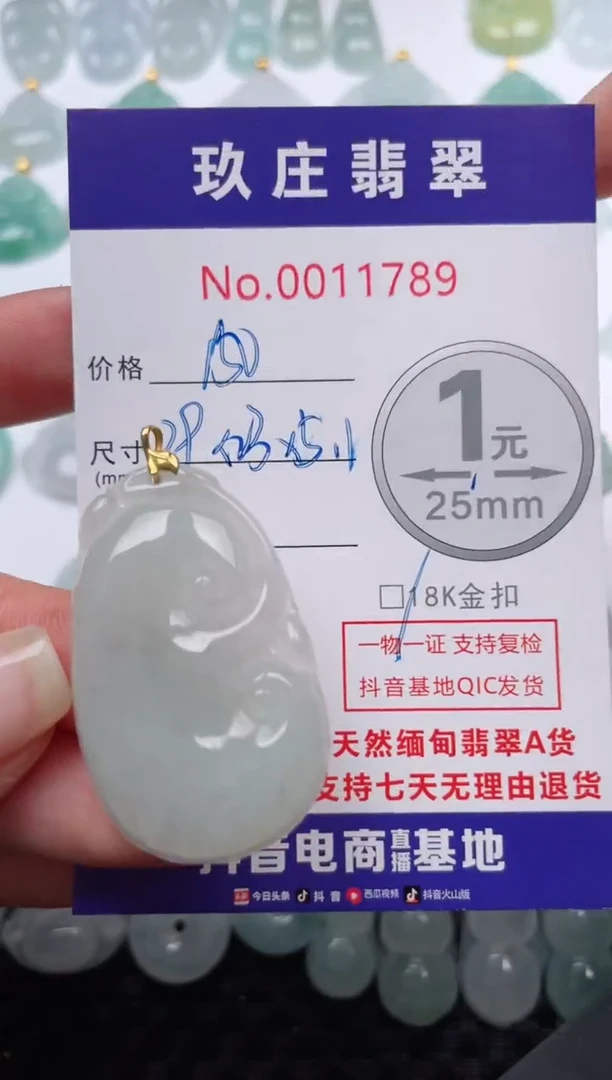 玖庄翡翠
No.0011789
价格
尺寸
1元
25mm
□18K金扣
一物一证 支持复检
抖音基地QIC发货
天然缅甸翡翠A货
支持七天无理由退货
抖音电商直播基地
今日头条 抖音 西瓜视频 抖音火山版